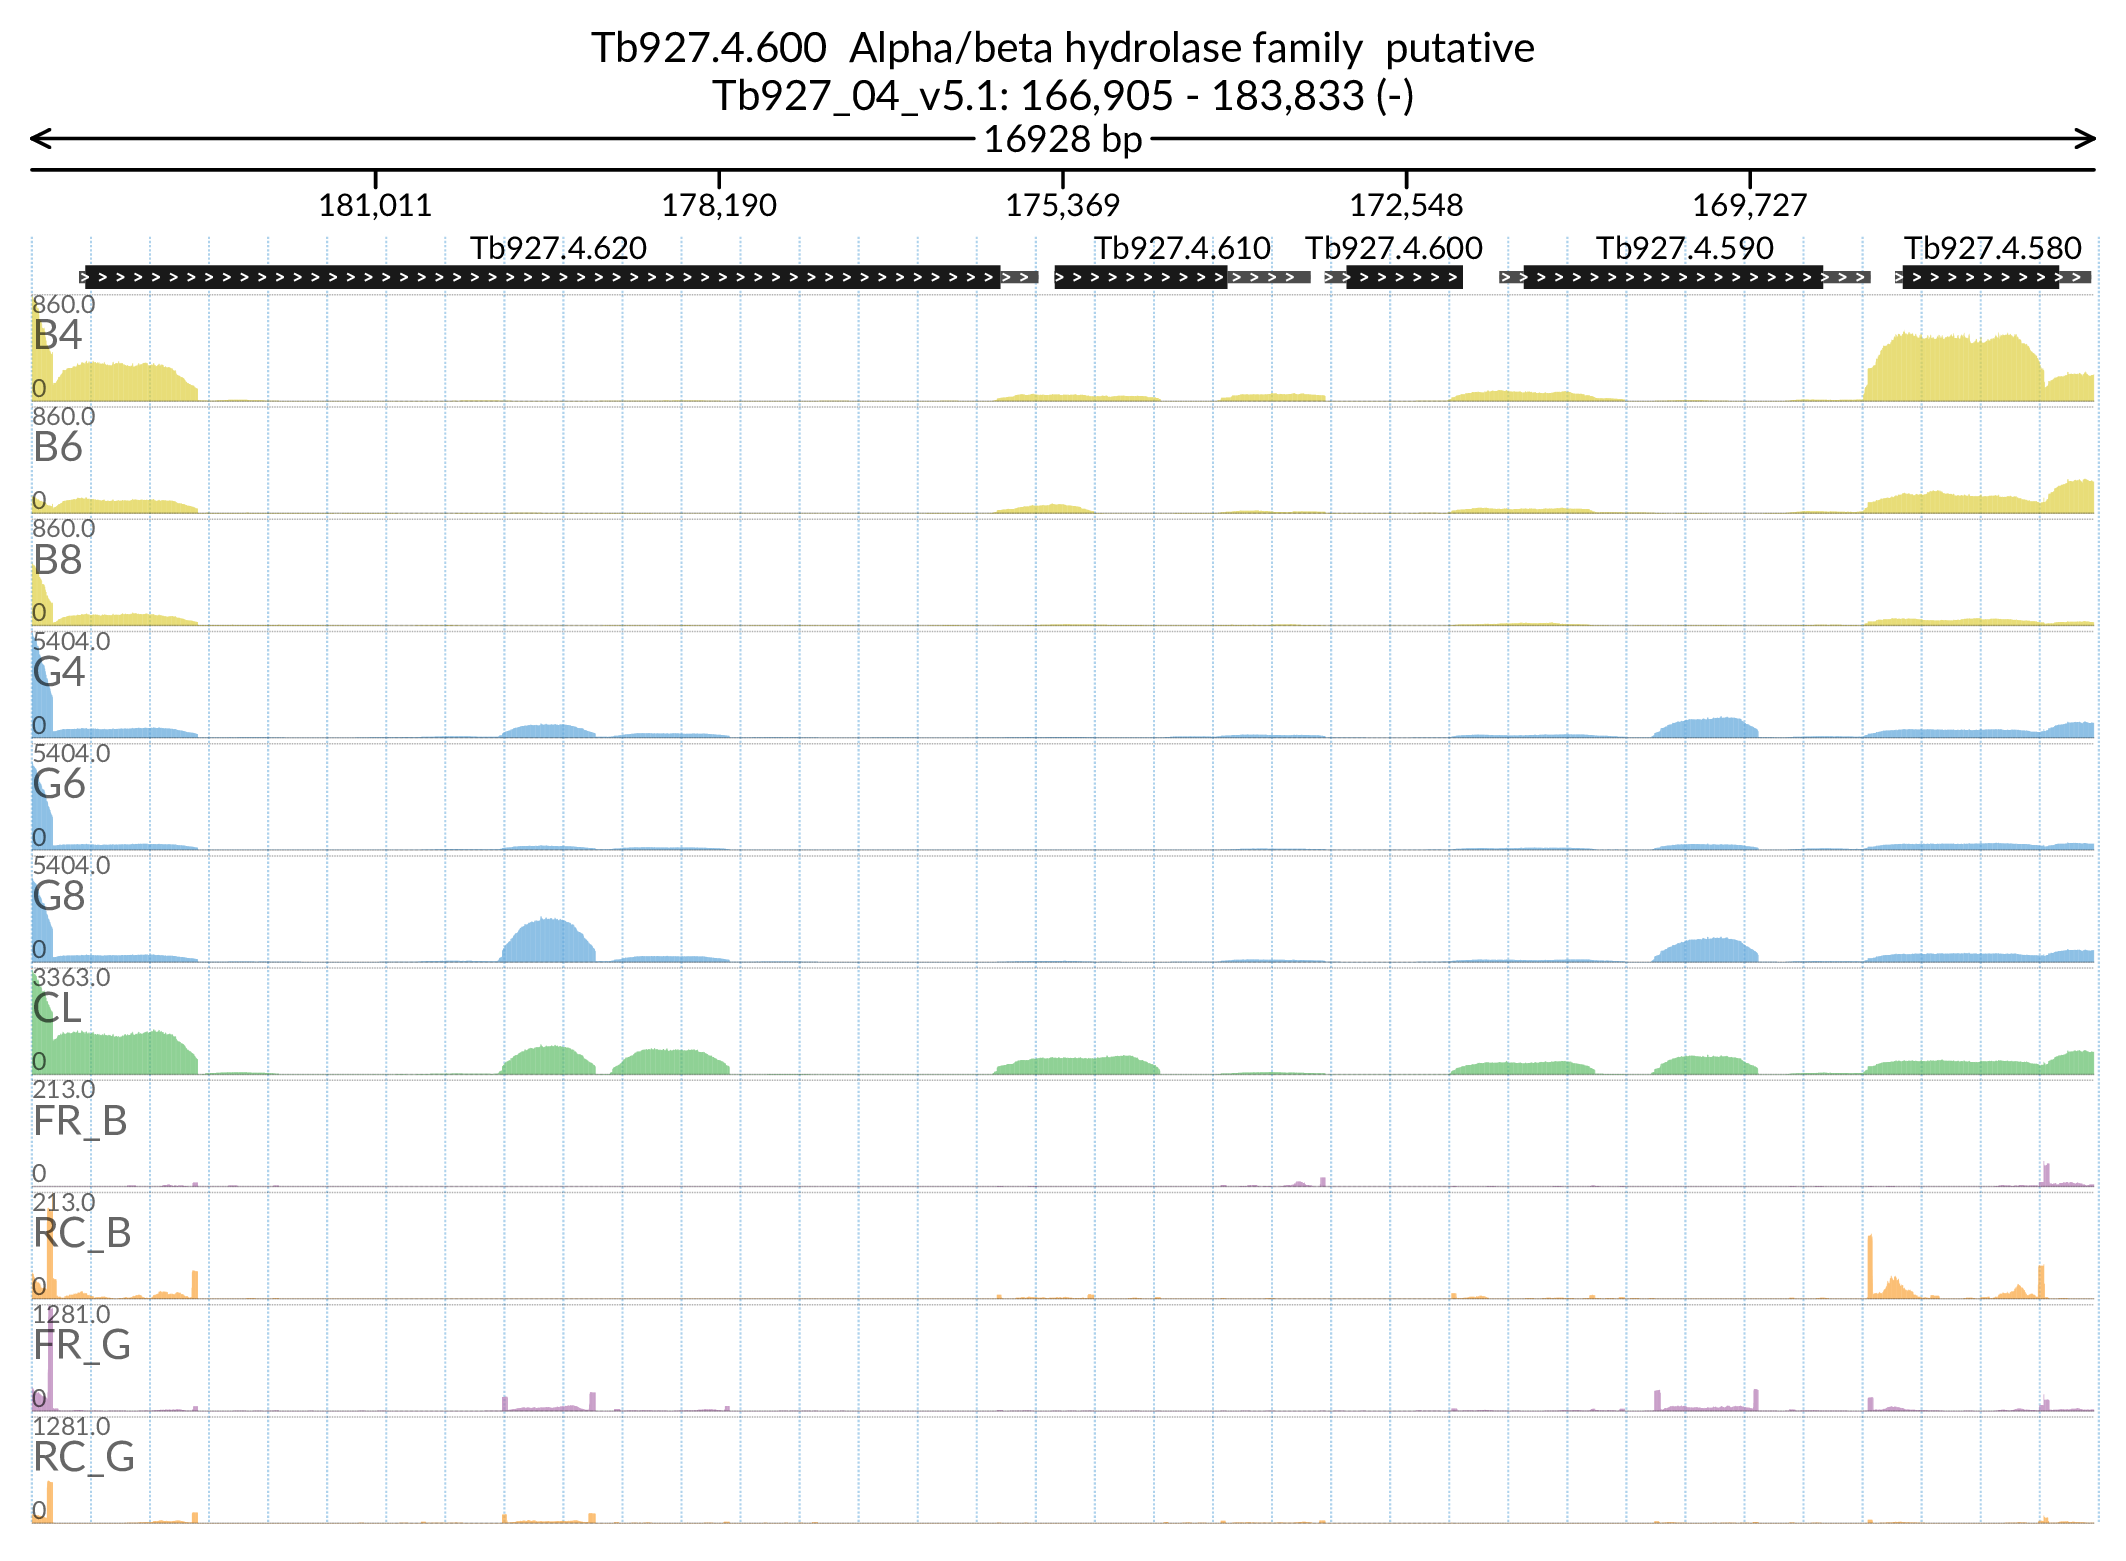 Tb927.4.600 Alpha/beta hydrolase family putative
Tb927_04_v5.1: 166,905 - 183,833 (-)
16928 bp
181,011 178,190 175,369 172,548 169,727
Tb927.4.620 Tb927.4.610 Tb927.4.600 Tb927.4.590 Tb927.4.580
860.0
B4
0
860.0
B6
0
860.0
B8
0
5404.0
G4
0
5404.0
G6
0
5404.0
G8
0
3363.0
CL
0
213.0
FR_B
0
213.0
RC_B
0
1281.0
FR_G
0
1281.0
RC_G
0